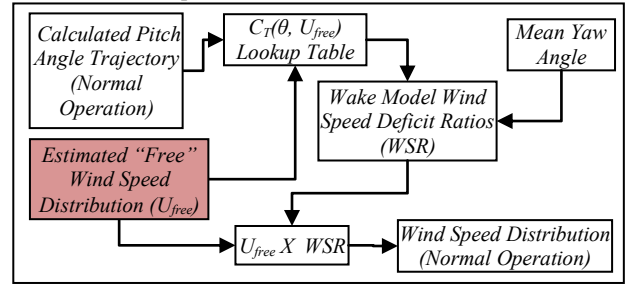 Calculated Pitch
Angle Trajectory
(Normal
Operation)
C_T(θ, U_free)
Lookup Table
Mean Yaw
Angle
Wake Model Wind
Speed Deficit Ratios
(WSR)
Estimated “Free”
Wind Speed
Distribution (U_free)
U_free X WSR
Wind Speed Distribution
(Normal Operation)